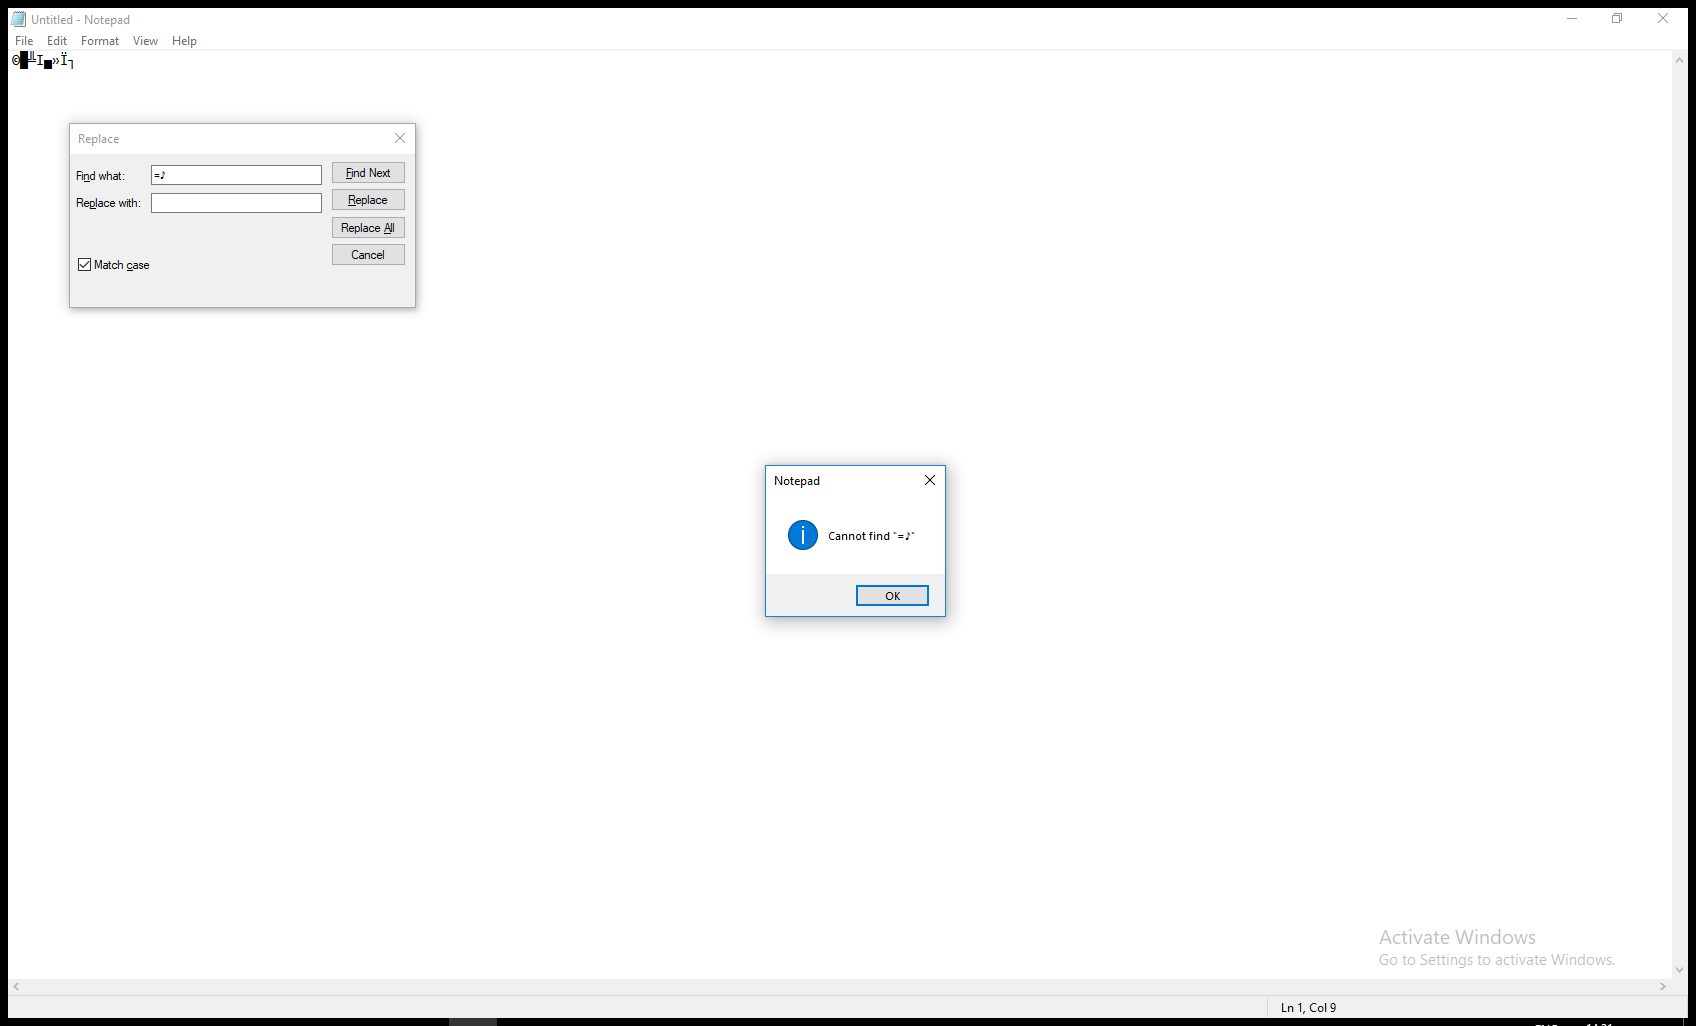 Untitled - Notepad
File Edit Format View Help
Replace
Find what: =♪
Find Next
Replace with:
Replace
Replace All
Cancel
Match case
Notepad
Cannot find "=♪"
OK
Activate Windows
Go to Settings to activate Windows.
Ln 1, Col 9